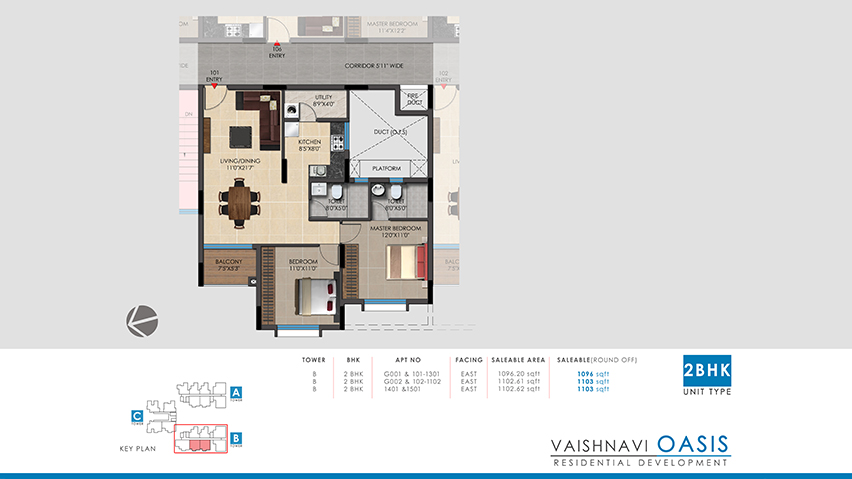 MASTER BEDROOM
11'4"X12'2"
106
ENTRY
CORRIDOR 5'11" WIDE
101
ENTRY
102
ENTRY
UTILITY
8'9"X4'0"
FIRE
DUCT
DN
KITCHEN
8'5"X8'0"
DUCT (O.T.S)
LIVING/DINING
11'0"X21'7"
PLATFORM
TOILET
8'0"X5'0"
TOILET
8'0"X5'0"
MASTER BEDROOM
12'0"X11'0"
BALCONY
7'5"X5'3"
BEDROOM
11'0"X11'0"
TOWER BHK APT NO FACING SALEABLE AREA SALEABLE(ROUND OFF)
B 2 BHK G001 & 101-1301 EAST 1096.20 sqft 1096 sqft
B 2 BHK G002 & 102-1102 EAST 1102.61 sqft 1103 sqft
B 2 BHK 1401 &1501 EAST 1102.62 sqft 1103 sqft
2BHK
UNIT TYPE
A
TOWER
C
TOWER
B
TOWER
KEY PLAN
VAISHNAVI OASIS
RESIDENTIAL DEVELOPMENT